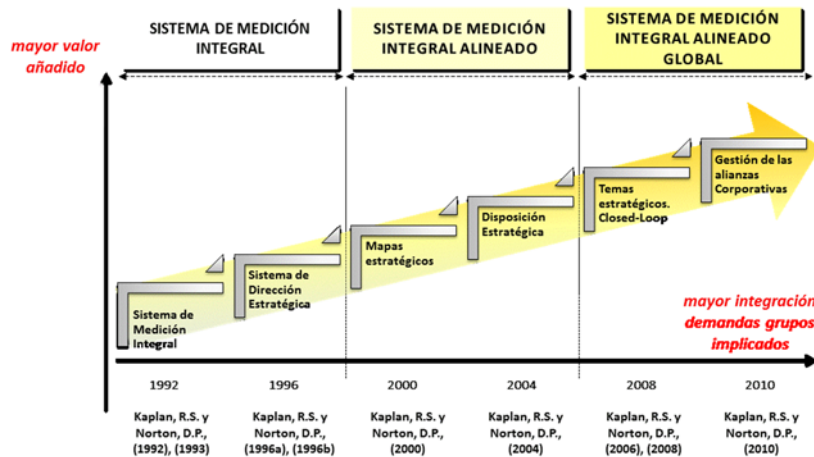 mayor valor
añadido
SISTEMA DE MEDICIÓN
INTEGRAL
SISTEMA DE MEDICIÓN
INTEGRAL ALINEADO
SISTEMA DE MEDICIÓN
INTEGRAL ALINEADO
GLOBAL
Sistema de
Medición
Integral
Sistema de
Dirección
Estratégica
Mapas
estratégicos
Disposición
Estratégica
Temas
estratégicos.
Closed-Loop
Gestión de las
alianzas
Corporativas
mayor integración
demandas grupos
implicados
1992
1996
2000
2004
2008
2010
Kaplan, R.S. y
Norton, D.P.,
(1992), (1993)
Kaplan, R.S. y
Norton, D.P.,
(1996a), (1996b)
Kaplan, R.S. y
Norton, D.P.,
(2000)
Kaplan, R.S. y
Norton, D.P.,
(2004)
Kaplan, R.S. y
Norton, D.P.,
(2006), (2008)
Kaplan, R.S. y
Norton, D.P.,
(2010)